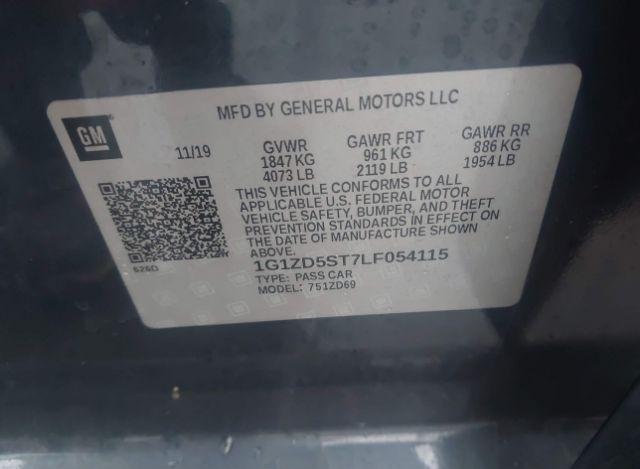 MFD BY GENERAL MOTORS LLC
GM
11/19
GVWR
1847 KG
4073 LB
GAWR FRT
961 KG
2119 LB
GAWR RR
886 KG
1954 LB
THIS VEHICLE CONFORMS TO ALL
APPLICABLE U.S. FEDERAL MOTOR
VEHICLE SAFETY, BUMPER, AND THEFT
PREVENTION STANDARDS IN EFFECT ON
THE DATE OF MANUFACTURE SHOWN
ABOVE.
626D
1G1ZD5ST7LF054115
TYPE: PASS CAR
MODEL: 751ZD69